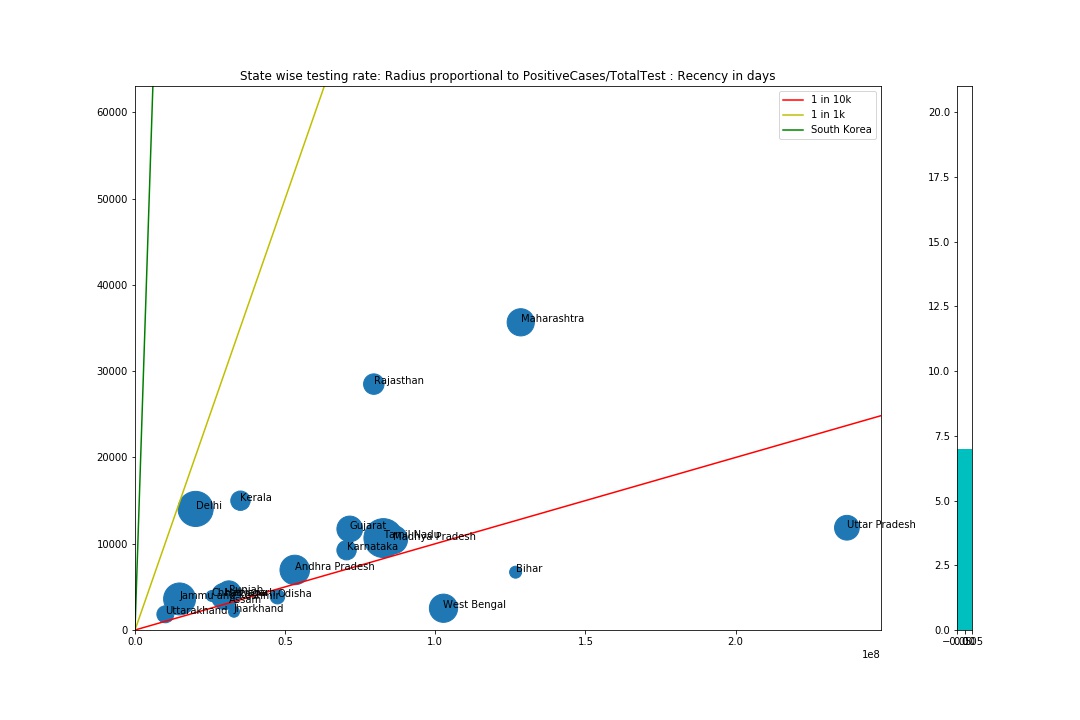 State wise testing rate: Radius proportional to PositiveCases/TotalTest : Recency in days
1 in 10k
1 in 1k
South Korea
60000
50000
40000
30000
20000
10000
0
20.0
17.5
15.0
12.5
10.0
7.5
5.0
2.5
0.0
Maharashtra
Rajasthan
Delhi
Kerala
Gujarat
Tamil Nadu
Madhya Pradesh
Karnataka
Uttar Pradesh
Andhra Pradesh
Bihar
Punjab
Jammu and Kashmir
Odisha
Assam
West Bengal
Uttarakhand
Jharkhand
0.0
0.5
1.0
1.5
2.0
1e8